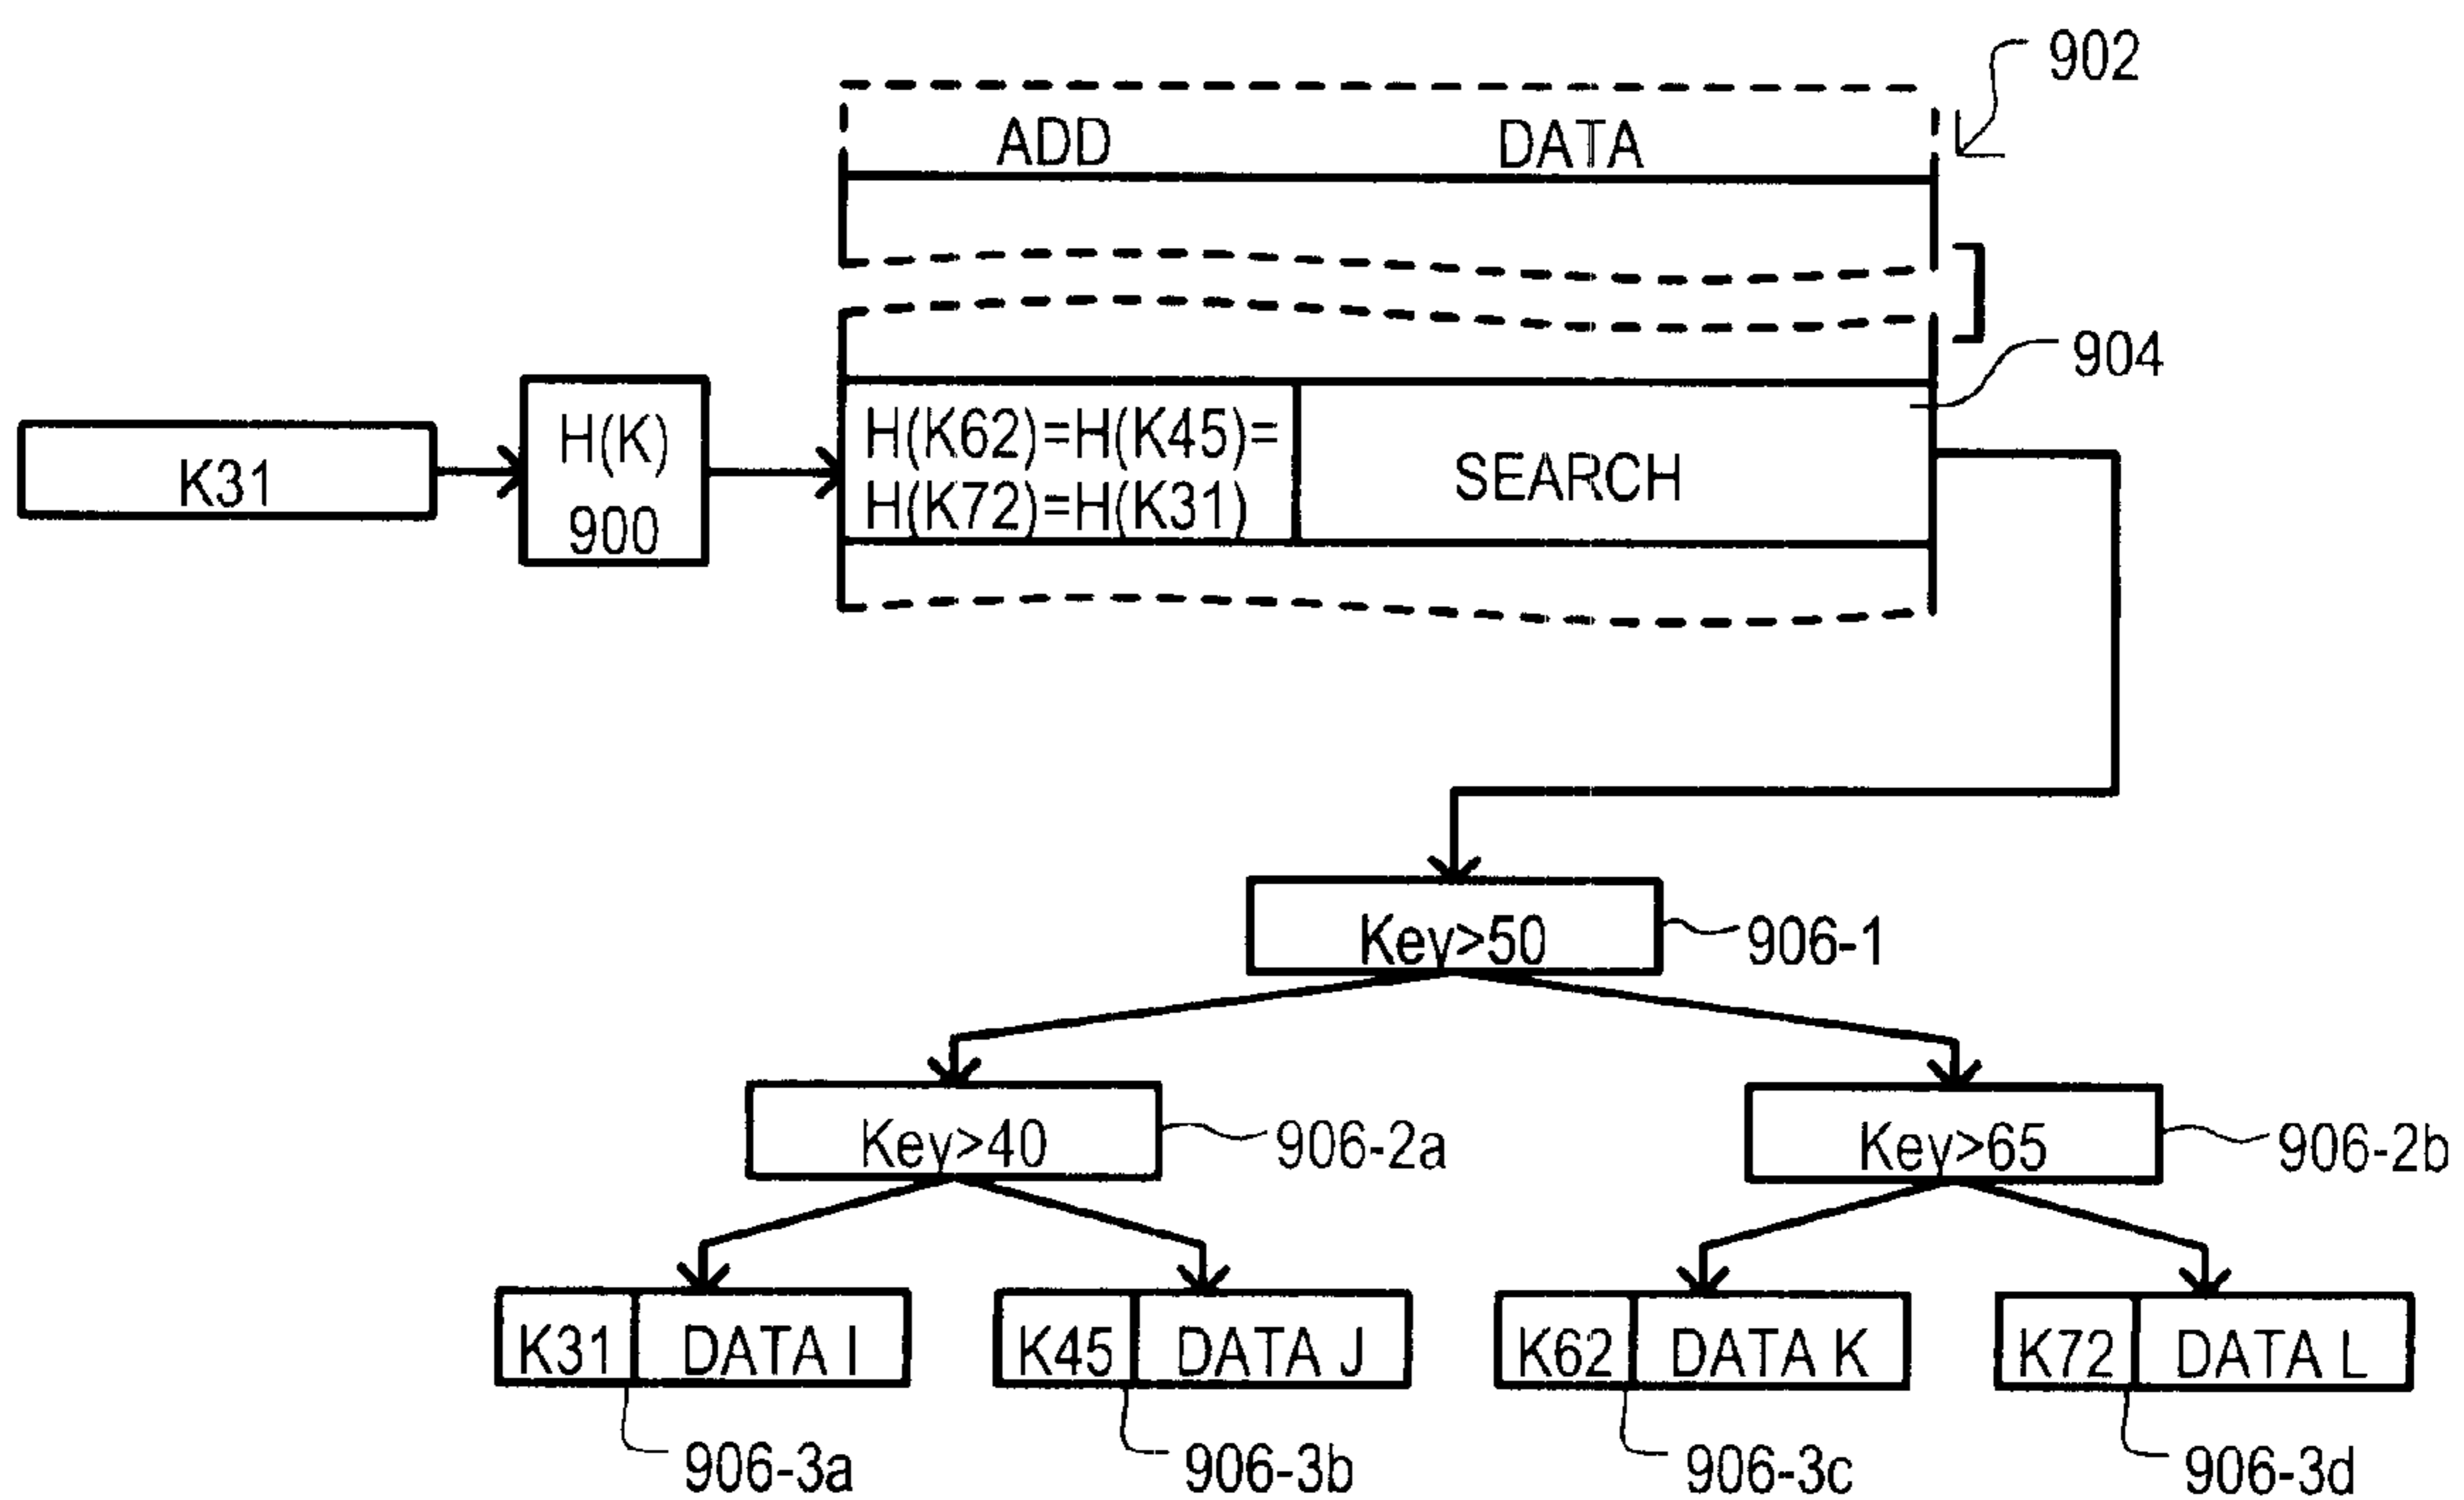 902
ADD DATA
904
H(K62)=H(K45)=
H(K72)=H(K31)
SEARCH
K31
H(K)
900
Key>50
906-1
Key>40
906-2a
Key>65
906-2b
K31 DATA I
K45 DATA J
K62 DATA K
K72 DATA L
906-3a
906-3b
906-3c
906-3d